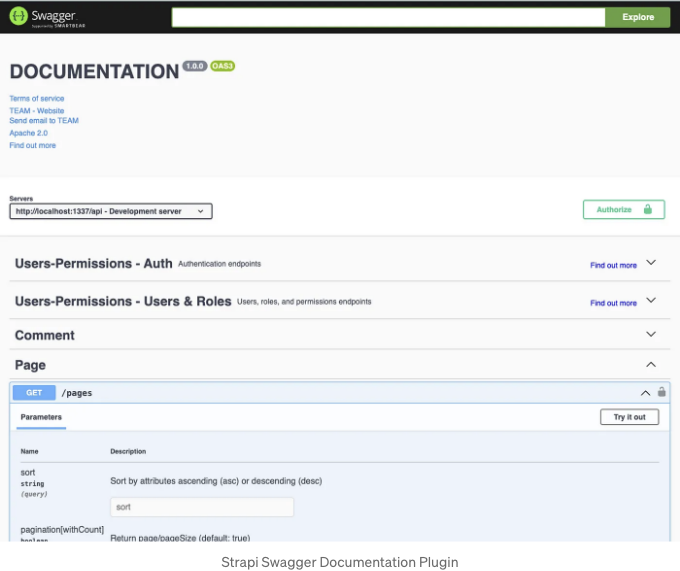 Swagger
Supported by SMARTBEAR
Explore
DOCUMENTATION 1.0.0 OAS3
Terms of service
TEAM - Website
Send email to TEAM
Apache 2.0
Find out more
Servers
http://localhost:1337/api - Development server
Authorize
Users-Permissions - Auth Authentication endpoints Find out more
Users-Permissions - Users & Roles Users, roles, and permissions endpoints Find out more
Comment
Page
GET /pages
Parameters Try it out
Name Description
sort
string
(query)
Sort by attributes ascending (asc) or descending (desc)
sort
pagination[withCount]
boolean
Return page/pageSize (default: true)
Strapi Swagger Documentation Plugin